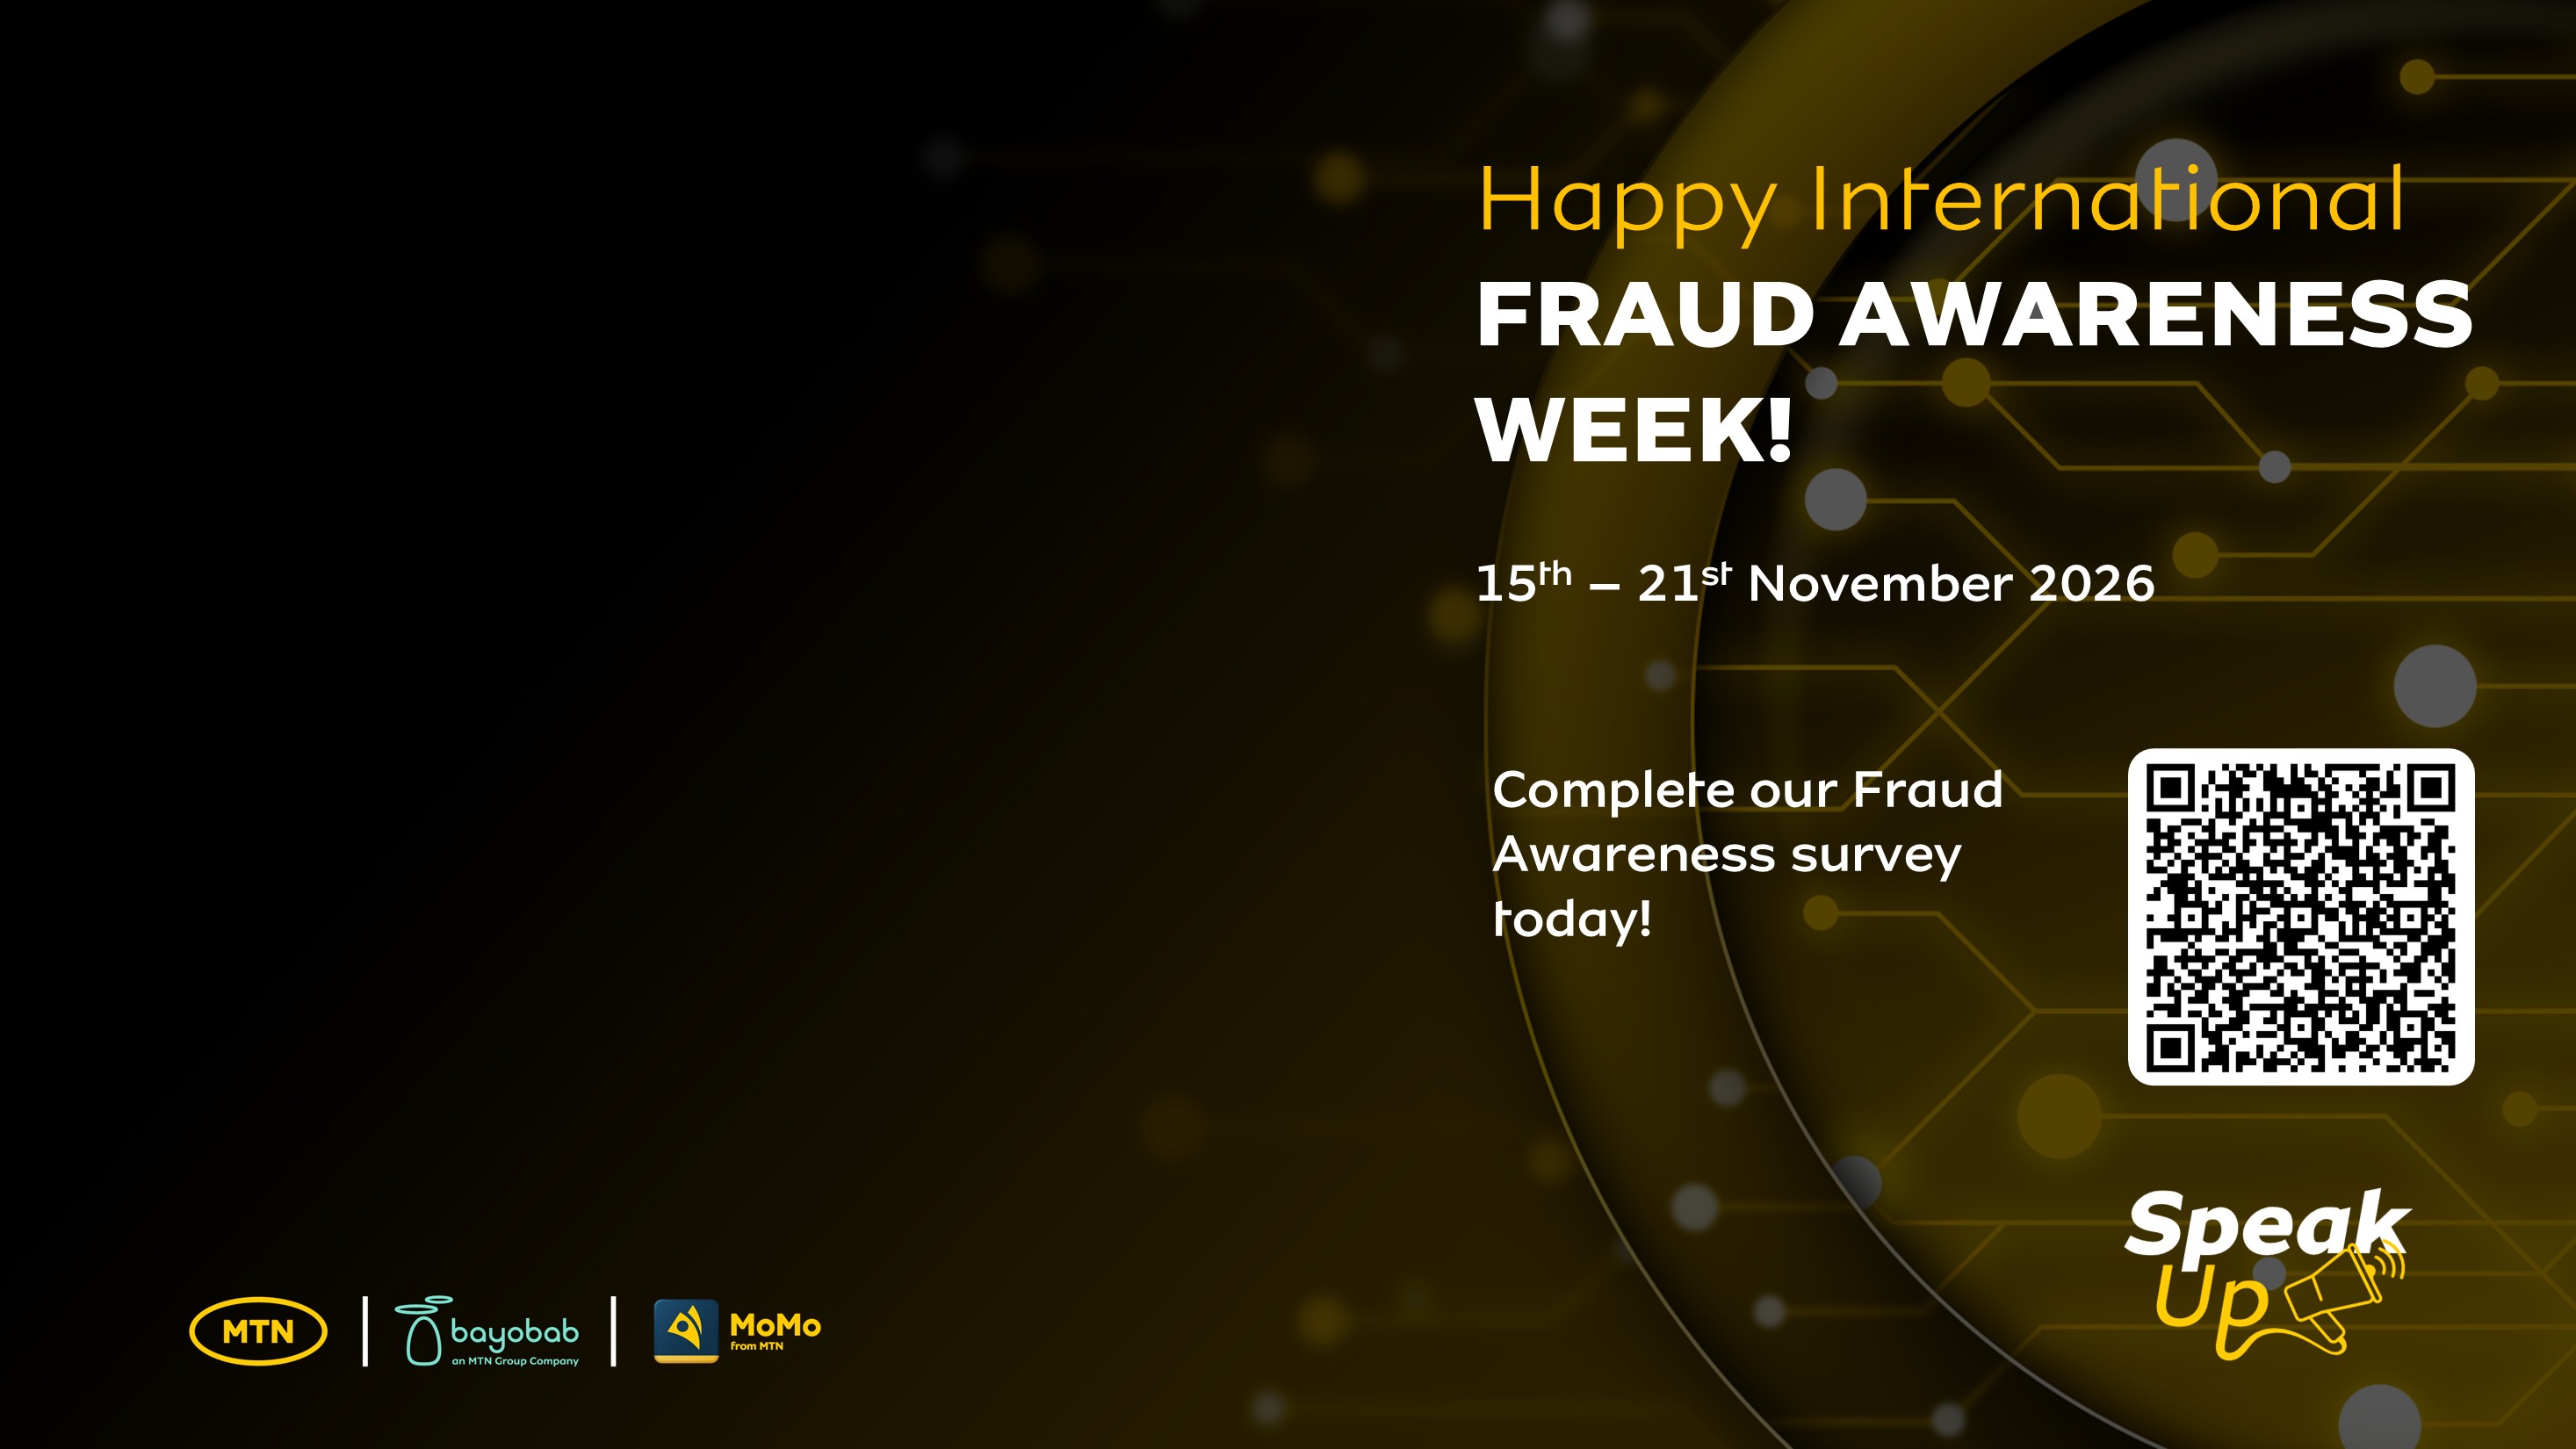 Happy International
FRAUD AWARENESS
WEEK!
15th – 21st November 2026
Complete our Fraud
Awareness survey
today!
Speak
Up
MTN
bayobab
an MTN Group Company
MoMo
from MTN